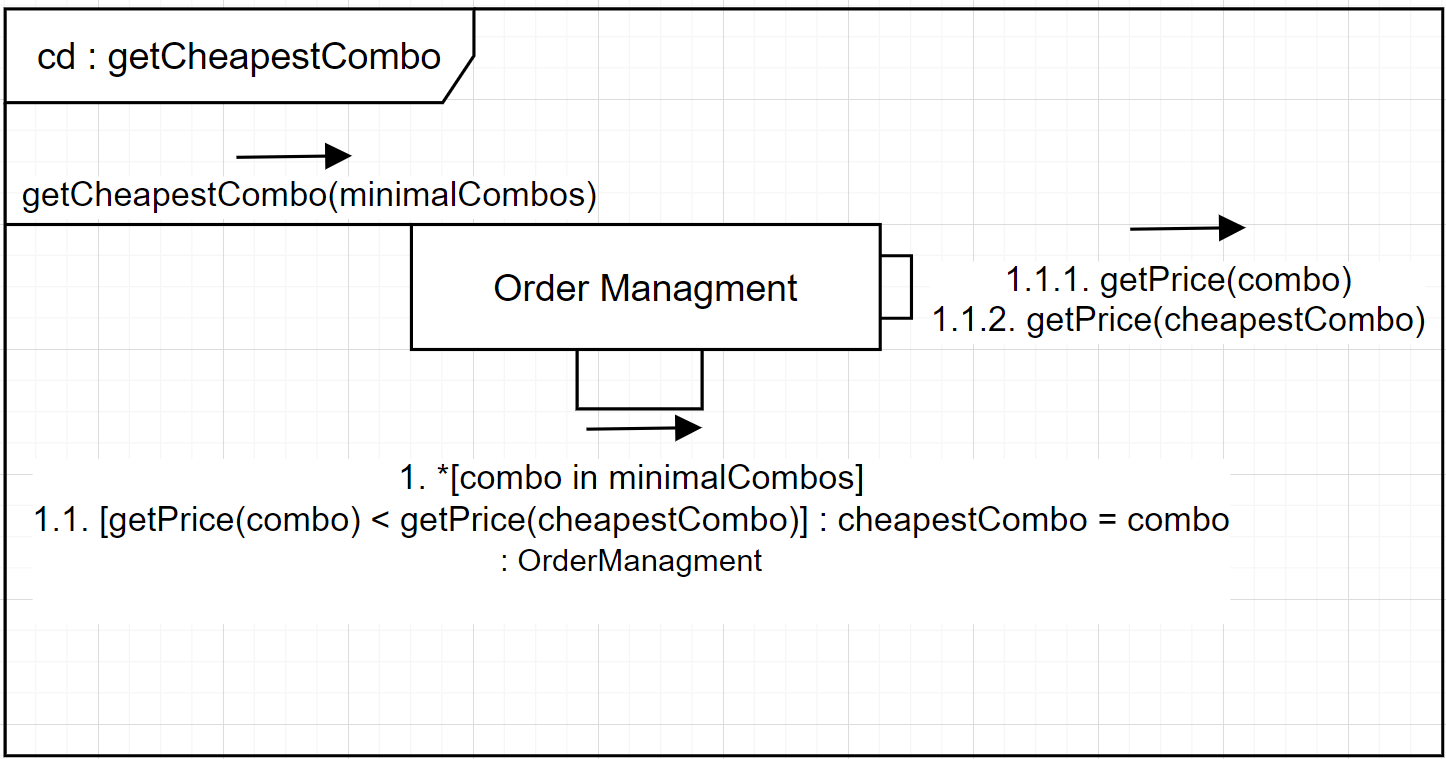 cd : getCheapestCombo
getCheapestCombo(minimalCombos)
Order Managment
1.1.1. getPrice(combo)
1.1.2. getPrice(cheapestCombo)
1. *[combo in minimalCombos]
1.1. [getPrice(combo) < getPrice(cheapestCombo)] : cheapestCombo = combo
: OrderManagment